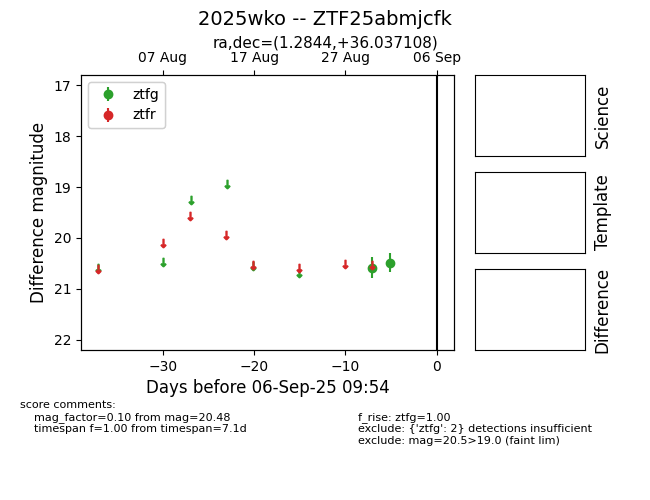 2025wko -- ZTF25abmjcfk
ra,dec=(1.2844,+36.037108)
07 Aug 17 Aug 27 Aug 06 Sep
ztfg
ztfr
17
18
19
20
21
22
Difference magnitude
−30 −20 −10 0
Days before 06-Sep-25 09:54
Science
Template
Difference
score comments:
mag_factor=0.10 from mag=20.48
timespan f=1.00 from timespan=7.1d
f_rise: ztfg=1.00
exclude: {'ztfg': 2} detections insufficient
exclude: mag=20.5>19.0 (faint lim)